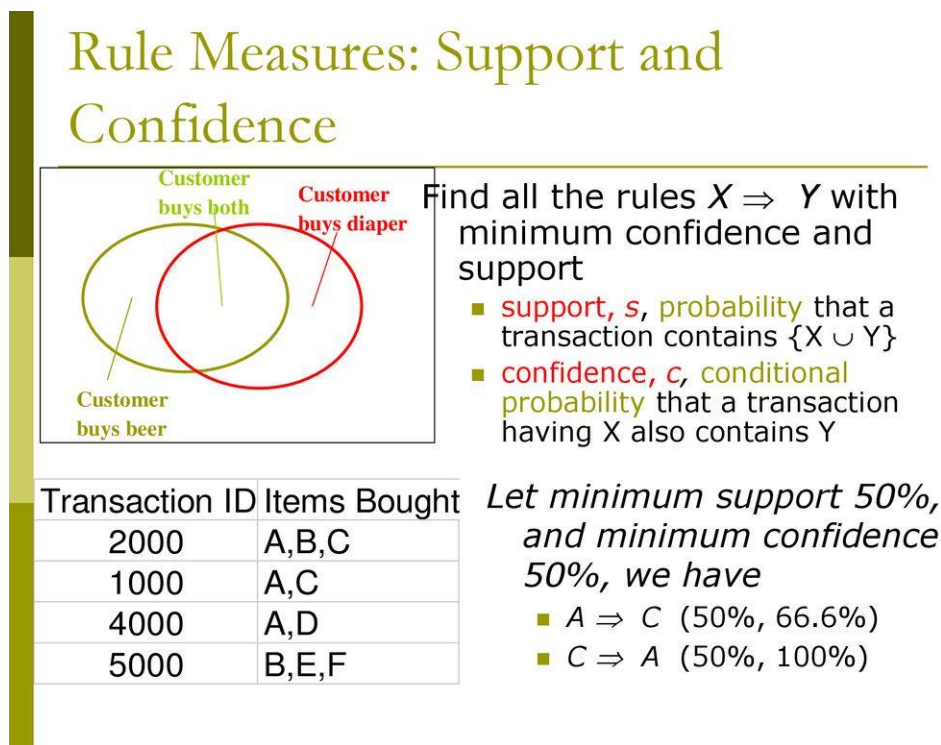 Rule Measures: Support and
Confidence
Customer
buys both
Customer
buys diaper
Customer
buys beer
Find all the rules X ⇒ Y with
minimum confidence and
support
support, s, probability that a
transaction contains {X ∪ Y}
confidence, c, conditional
probability that a transaction
having X also contains Y
Transaction ID Items Bought
2000 A,B,C
1000 A,C
4000 A,D
5000 B,E,F
Let minimum support 50%,
and minimum confidence
50%, we have
A ⇒ C (50%, 66.6%)
C ⇒ A (50%, 100%)